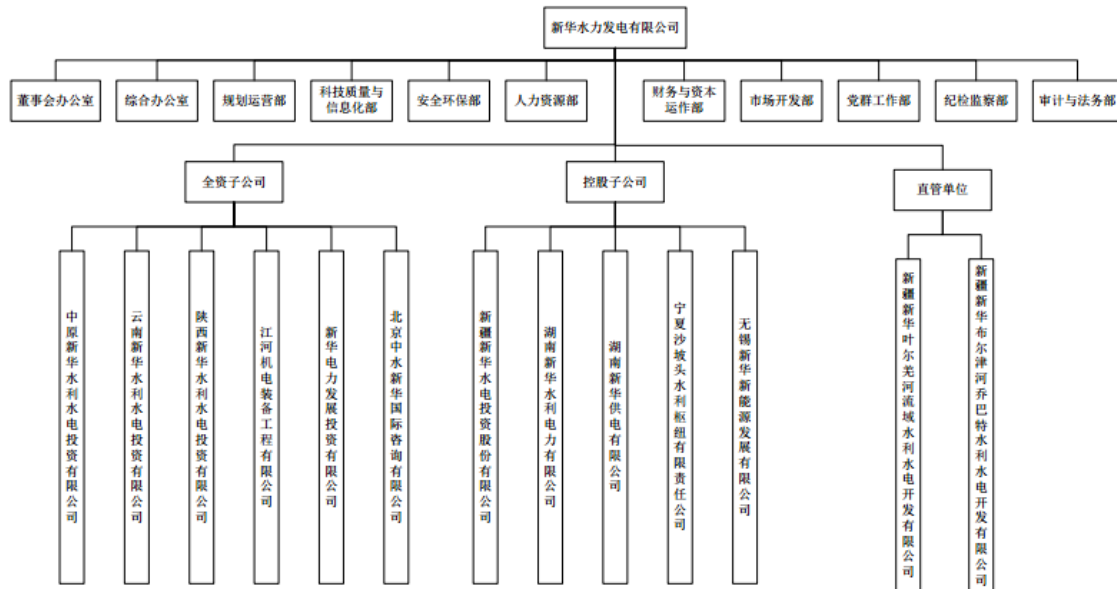 新华水力发电有限公司
董事会办公室
综合办公室
规划运营部
科技质量与
信息化部
安全环保部
人力资源部
财务与资本
运作部
市场开发部
党群工作部
纪检监察部
审计与法务部
全资子公司
控股子公司
直管单位
中原新华水利水电投资有限公司
云南新华水利水电投资有限公司
陕西新华水利水电投资有限公司
江河机电装备工程有限公司
新华电力发展投资有限公司
北京中水新华国际咨询有限公司
新疆新华水电投资股份有限公司
湖南新华水利电力有限公司
湖南新华供电有限公司
宁夏沙坡头水利枢纽有限责任公司
无锡新华新能源发展有限公司
新疆新华叶尔羌河流域水利水电开发有限公司
新疆新华布尔津河乔巴特水利水电开发有限公司